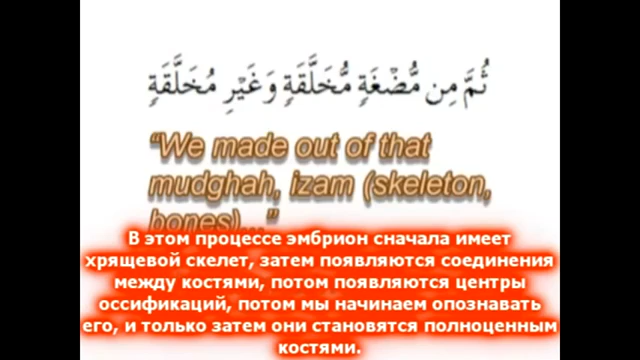 ثُمَّ مِن مُّضْغَةٍ مُّخَلَّقَةٍ وَغَيْرِ مُخَلَّقَةٍ
“We made out of that
mudghah, izam (skeleton,
bones)…”
В этом процессе эмбрион сначала имеет
хрящевой скелет, затем появляются соединения
между костями, потом появляются центры
оссификаций, потом мы начинаем опознавать
его, и только затем они становятся полноценным
костями.